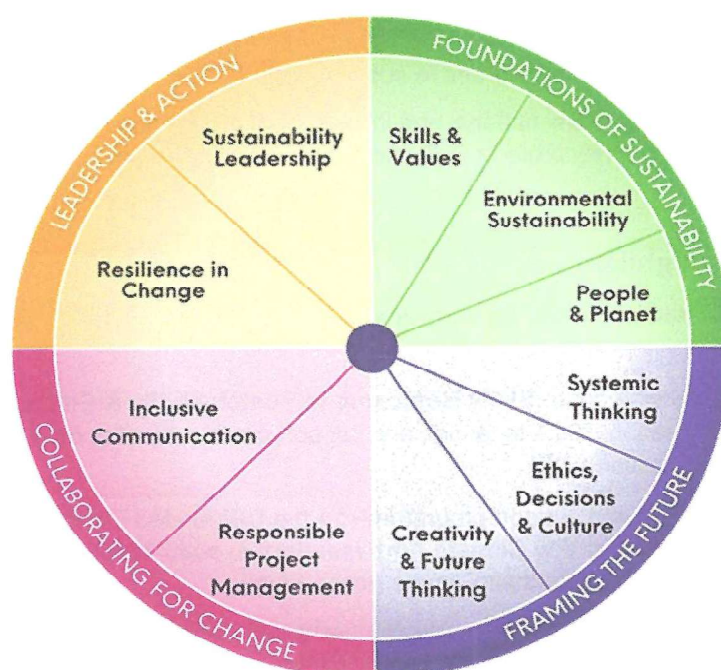 LEADERSHIP & ACTION
Sustainability
Leadership
Resilience in
Change
FOUNDATIONS OF SUSTAINABILITY
Skills &
Values
Environmental
Sustainability
People
& Planet
FRAMING THE FUTURE
Systemic
Thinking
Ethics,
Decisions
& Culture
Creativity
& Future
Thinking
COLLABORATING FOR CHANGE
Inclusive
Communication
Responsible
Project
Management